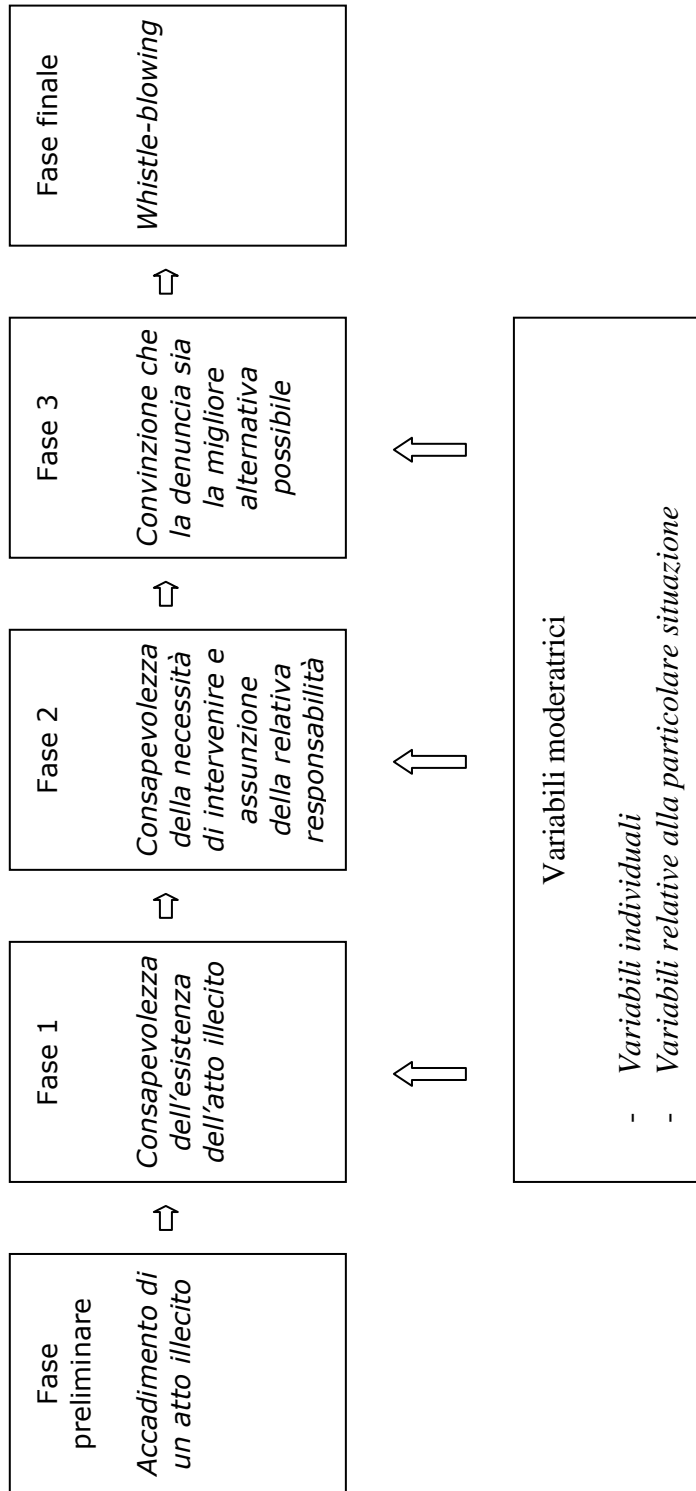 Fase
preliminare
Accadimento di
un atto illecito
Fase 1
Consapevolezza
dell'esistenza
dell'atto illecito
Fase 2
Consapevolezza
della necessità
di intervenire e
assunzione
della relativa
responsabilità
Fase 3
Convinzione che
la denuncia sia
la migliore
alternativa
possibile
Fase finale
Whistle-blowing
Variabili moderatrici
- Variabili individuali
- Variabili relative alla particolare situazione